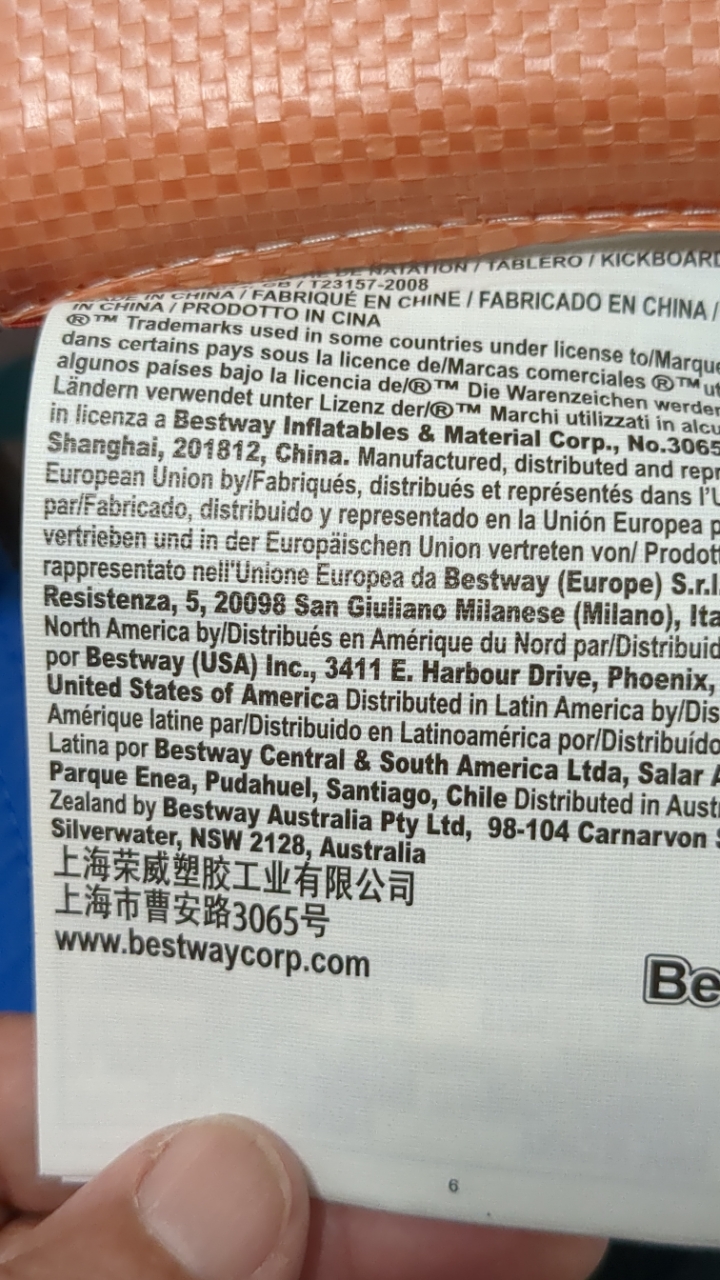 NATATION / TABLERO / KICKBOARD
/ T23157-2008
IN CHINA / FABRIQUÉ EN CHINE / FABRICADO EN CHINA /
IN CHINA / PRODOTTO IN CINA
®™ Trademarks used in some countries under license to/Marqu
dans certains pays sous la licence de/Marcas comerciales ®™ ut
algunos países bajo la licencia de/®™ Die Warenzeichen werde
Ländern verwendet unter Lizenz der/®™ Marchi utilizzati in alcu
in licenza a Bestway Inflatables & Material Corp., No.3065
Shanghai, 201812, China. Manufactured, distributed and repr
European Union by/Fabriqués, distribués et représentés dans l'U
par/Fabricado, distribuido y representado en la Unión Europea p
vertrieben und in der Europäischen Union vertreten von/ Prodott
rappresentato nell'Unione Europea da Bestway (Europe) S.r.l
Resistenza, 5, 20098 San Giuliano Milanese (Milano), Ita
North America by/Distribués en Amérique du Nord par/Distribuid
por Bestway (USA) Inc., 3411 E. Harbour Drive, Phoenix,
United States of America Distributed in Latin America by/Dis
Amérique latine par/Distribuido en Latinoamérica por/Distribuído
Latina por Bestway Central & South America Ltda, Salar A
Parque Enea, Pudahuel, Santiago, Chile Distributed in Aust
Zealand by Bestway Australia Pty Ltd, 98-104 Carnarvon S
Silverwater, NSW 2128, Australia
上海荣威塑胶工业有限公司
上海市曹安路3065号
www.bestwaycorp.com
Be
6